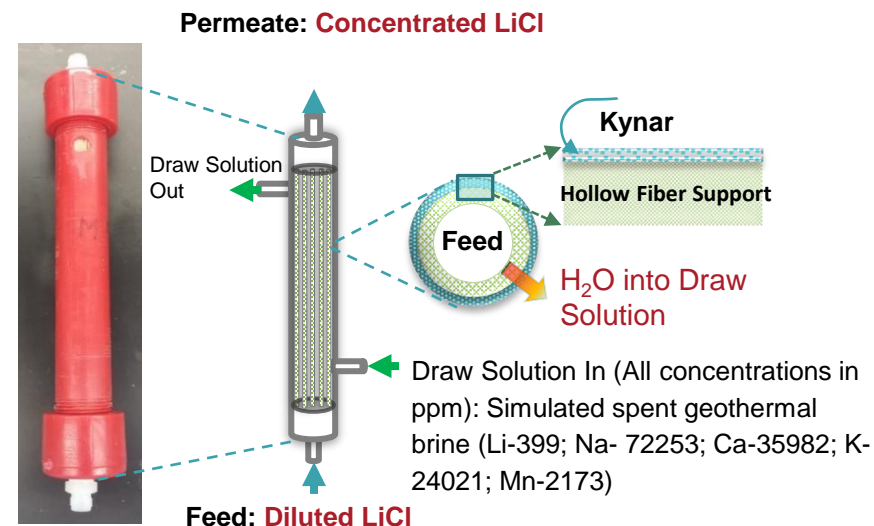 Permeate: Concentrated LiCl
Draw Solution
Out
Kynar
Hollow Fiber Support
Feed
H₂O into Draw
Solution
Draw Solution In (All concentrations in
ppm): Simulated spent geothermal
brine (Li-399; Na- 72253; Ca-35982; K-
24021; Mn-2173)
Feed: Diluted LiCl